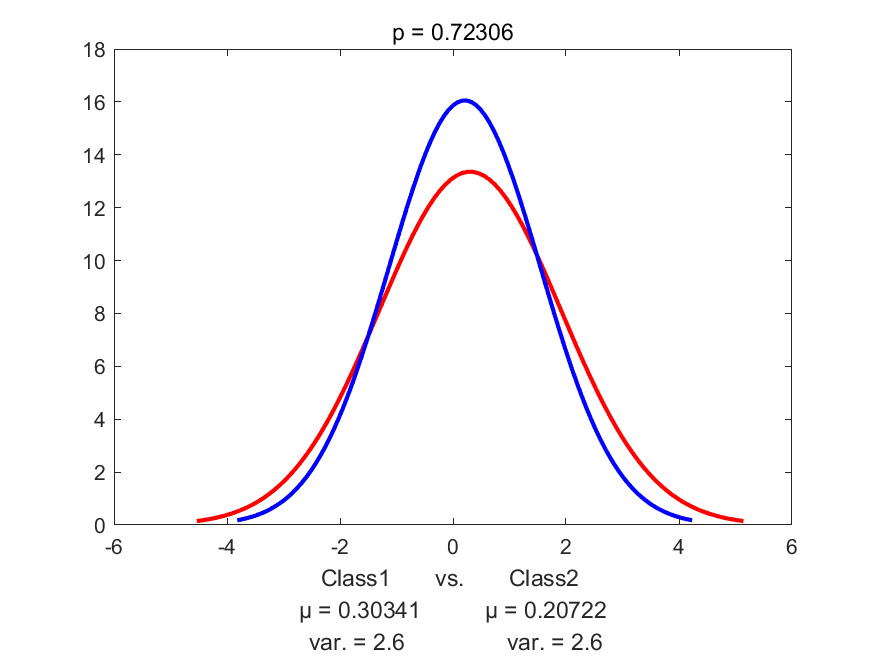 p = 0.72306
18
16
14
12
10
8
6
4
2
0
-6 -4 -2 0 2 4 6
Class1 vs. Class2
μ = 0.30341 μ = 0.20722
var. = 2.6 var. = 2.6